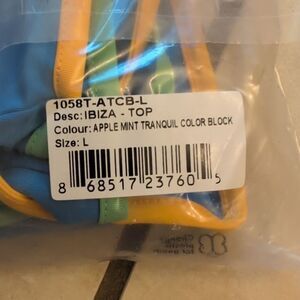 1058T-ATCB-L
Desc: IBIZA - TOP
Colour: APPLE MINT TRANQUIL COLOR BLOCK
Size: L
8 68517 23760 5